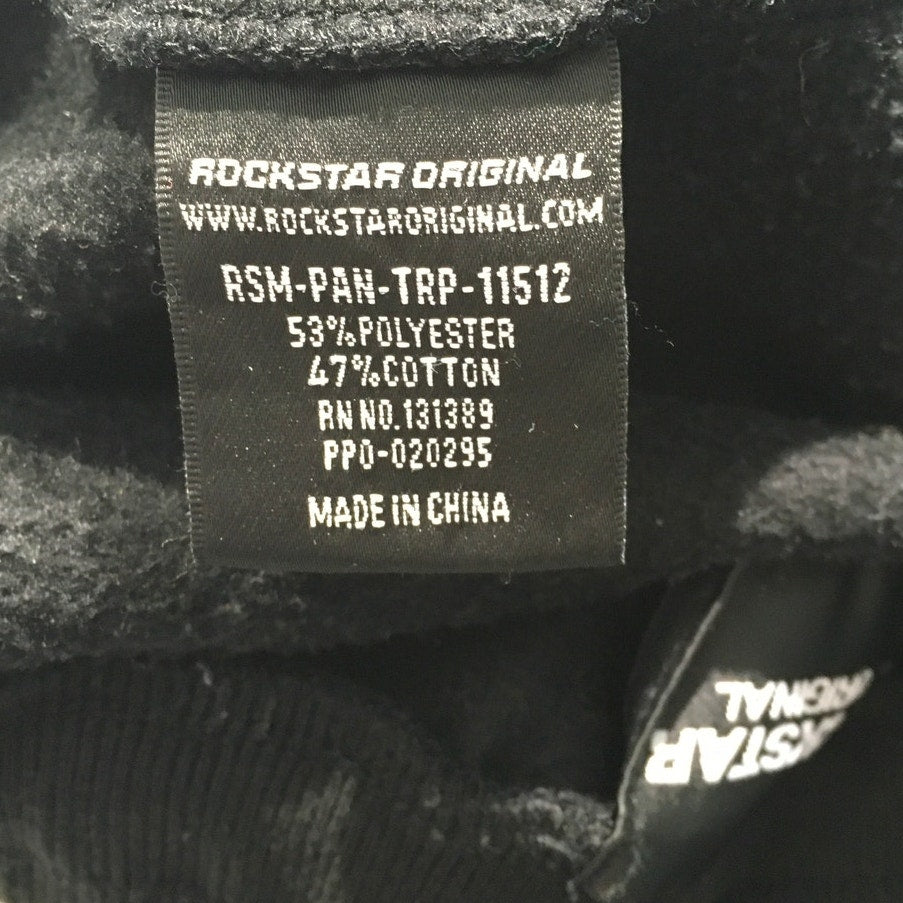 ROCKSTAR ORIGINAL
WWW.ROCKSTARORIGINAL.COM
RSM-PAN-TRP-11512
53%POLYESTER
47%COTTON
RN NO.131389
PPO-020295
MADE IN CHINA